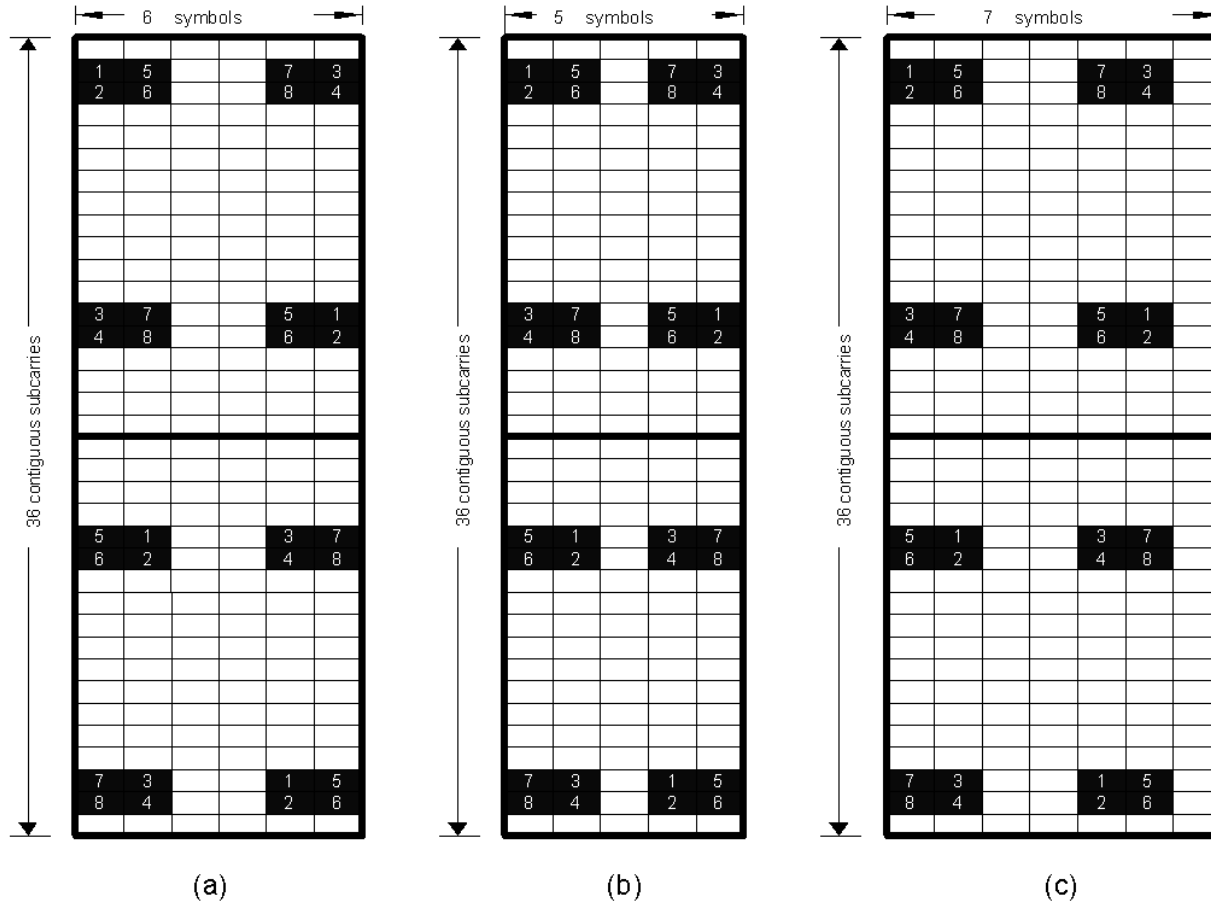 6 symbols
5 symbols
7 symbols
1 5 7 3
2 6 8 4
3 7 5 1
4 8 6 2
5 1 3 7
6 2 4 8
7 3 1 5
8 4 2 6
36 contiguous subcarries
(a)
1 5 7 3
2 6 8 4
3 7 5 1
4 8 6 2
5 1 3 7
6 2 4 8
7 3 1 5
8 4 2 6
36 contiguous subcarries
(b)
1 5 7 3
2 6 8 4
3 7 5 1
4 8 6 2
5 1 3 7
6 2 4 8
7 3 1 5
8 4 2 6
36 contiguous subcarries
(c)